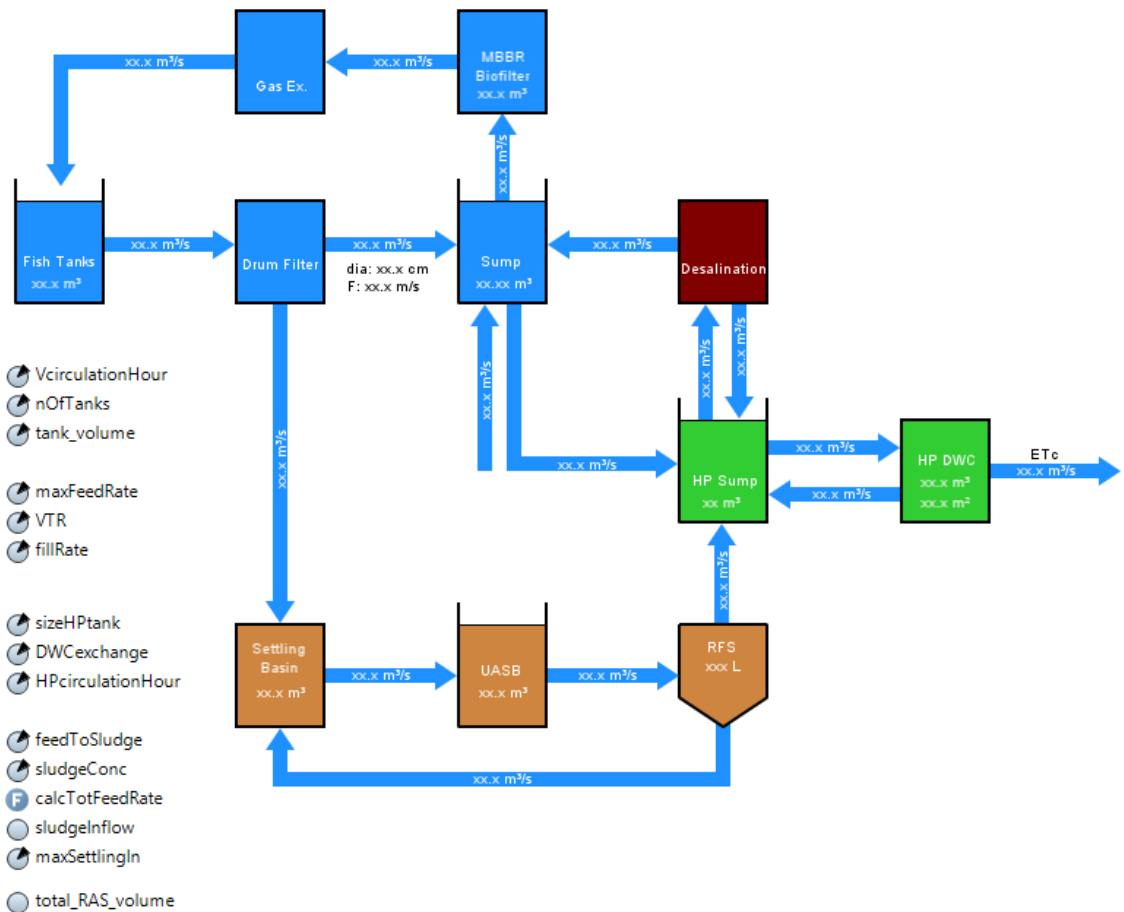 xx.x m³/s
xx.x m³/s
Gas Ex.
MBBR
Biofilter
xx.x m³
xx.x m³/s
Fish Tanks
xx.x m³
xx.x m³/s
Drum Filter
xx.x m³/s
dia: xx.x cm
F: xx.x m/s
Sump
xx.xx m³
xx.x m³/s
Desalination
xx.x m³/s
xx.x m³/s
xx.x m³/s
xx.x m³/s
xx.x m³/s
HP Sump
xx m³
xx.x m³/s
xx.x m³/s
HP DWC
xx.x m³
xx.x m²
ETc
xx.x m³/s
xx.x m³/s
Settling
Basin
xx.x m³
xx.x m³/s
UASB
xx.x m³
xx.x m³/s
RFS
xxx L
xx.x m³/s
VcirculationHour
nOfTanks
tank_volume
maxFeedRate
VTR
fillRate
sizeHPtank
DWCexchange
HPcirculationHour
feedToSludge
sludgeConc
F calcTotFeedRate
sludgeInflow
maxSettlingIn
total_RAS_volume